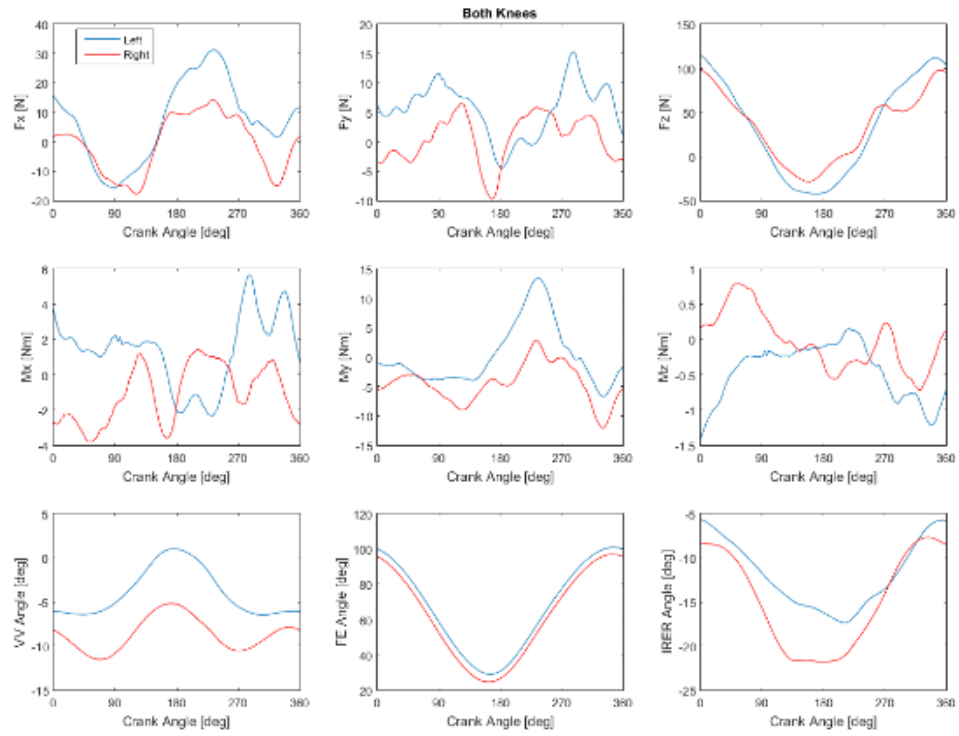 Both Knees
Left
Right
40
30
20
10
0
-10
-20
Fx [N]
0 90 180 270 360
Crank Angle [deg]
20
15
10
5
0
-5
-10
Fy [N]
0 90 180 270 360
Crank Angle [deg]
150
100
50
0
-50
Fz [N]
0 90 180 270 360
Crank Angle [deg]
6
4
2
0
-2
-4
Mx [Nm]
0 90 180 270 360
Crank Angle [deg]
15
10
5
0
-5
-10
-15
My [Nm]
0 90 180 270 360
Crank Angle [deg]
1
0.5
0
-0.5
-1
-1.5
Mz [Nm]
0 90 180 270 360
Crank Angle [deg]
5
0
-5
-10
-15
VV Angle [deg]
0 90 180 270 360
Crank Angle [deg]
120
100
80
60
40
20
FE Angle [deg]
0 90 180 270 360
Crank Angle [deg]
-5
-10
-15
-20
-25
IRER Angle [deg]
0 90 180 270 360
Crank Angle [deg]